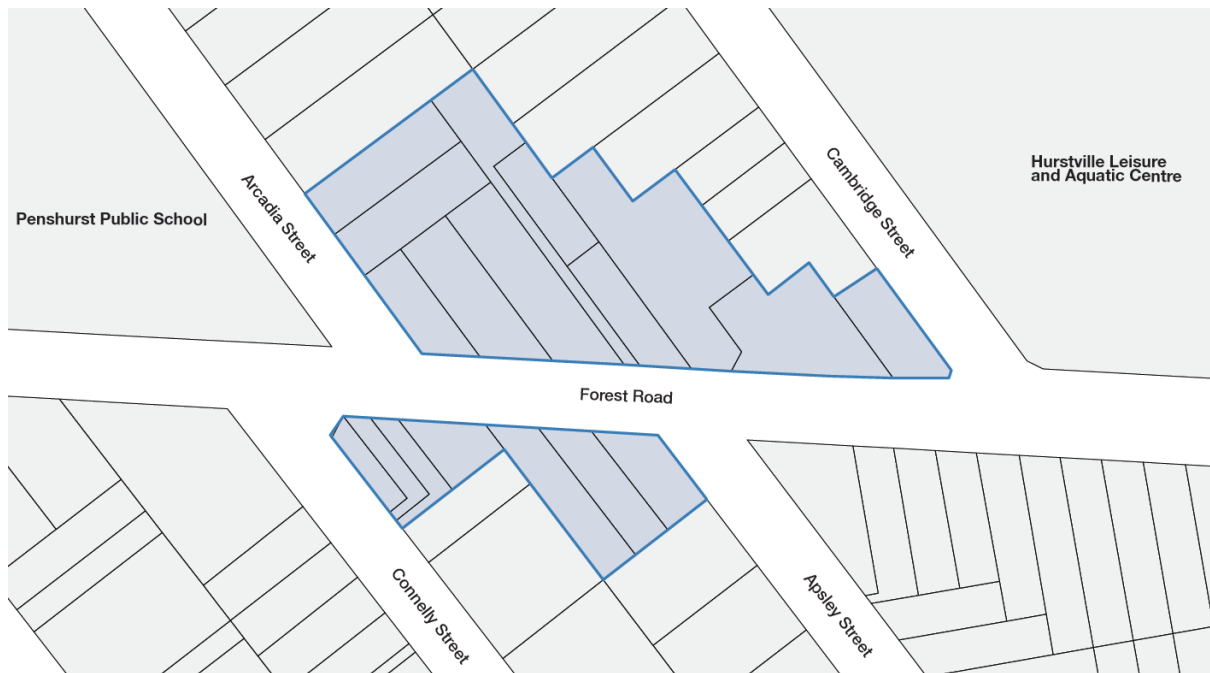 Cambridge Street
Hurstville Leisure
and Aquatic Centre
Arcadia Street
Penshurst Public School
Forest Road
Connelly Street
Apsley Street